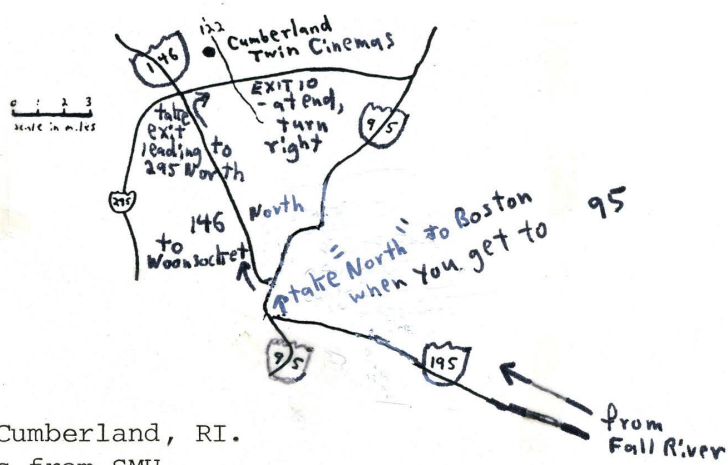 122
Cumberland
Twin Cinemas
146
EXIT 10
- at end,
turn
right
0 1 2 3
scale in miles
take
exit
leading to
295 North
95
295
146 North
to
Woonsocket
take "North" to Boston
when you get to 95
95
195
from
Fall River
Cumberland, RI.
from SMU